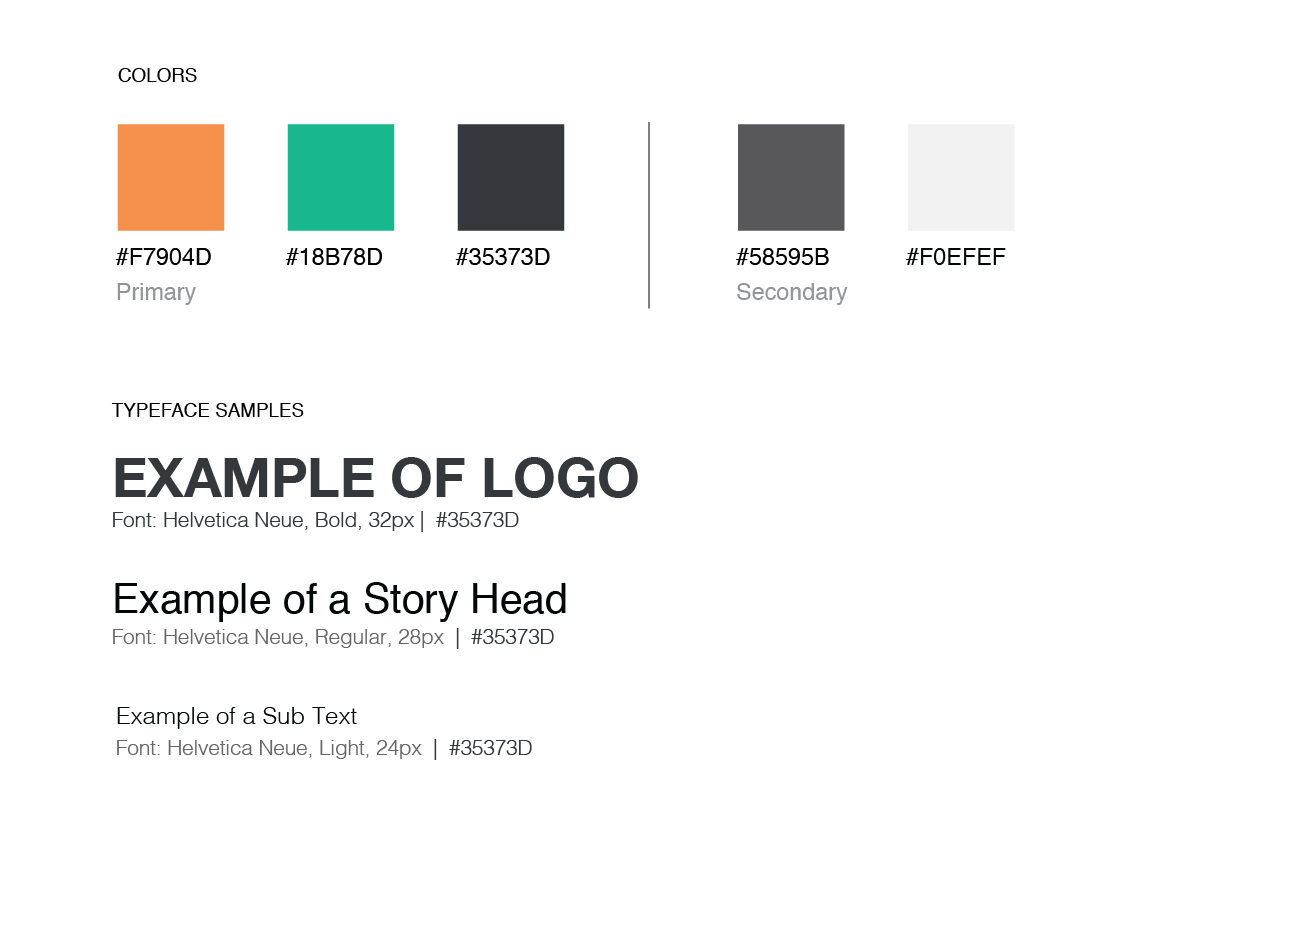 COLORS
#F7904D #18B78D #35373D #58595B #F0EFEF
Primary Secondary
TYPEFACE SAMPLES
EXAMPLE OF LOGO
Font: Helvetica Neue, Bold, 32px | #35373D
Example of a Story Head
Font: Helvetica Neue, Regular, 28px | #35373D
Example of a Sub Text
Font: Helvetica Neue, Light, 24px | #35373D